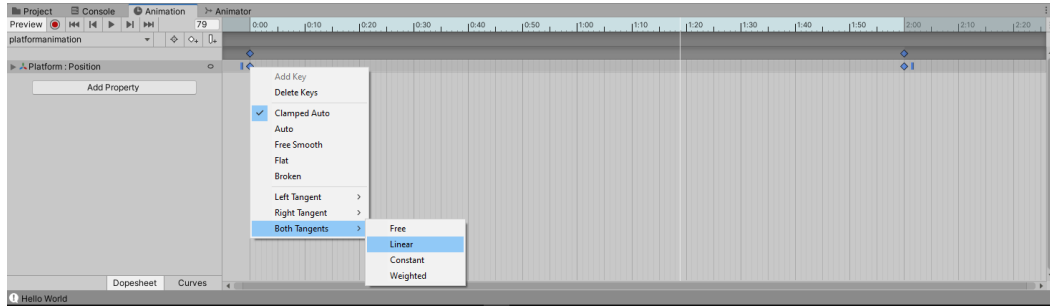 Project Console Animation Animator
Preview 79 0:00 0:10 0:20 0:30 0:40 0:50 1:00 1:10 1:20 1:30 1:40 1:50 2:00 2:10 2:20
platformanimation
Platform : Position
Add Property
Add Key
Delete Keys
Clamped Auto
Auto
Free Smooth
Flat
Broken
Left Tangent
Right Tangent
Both Tangents
Free
Linear
Constant
Weighted
Dopesheet Curves
Hello World